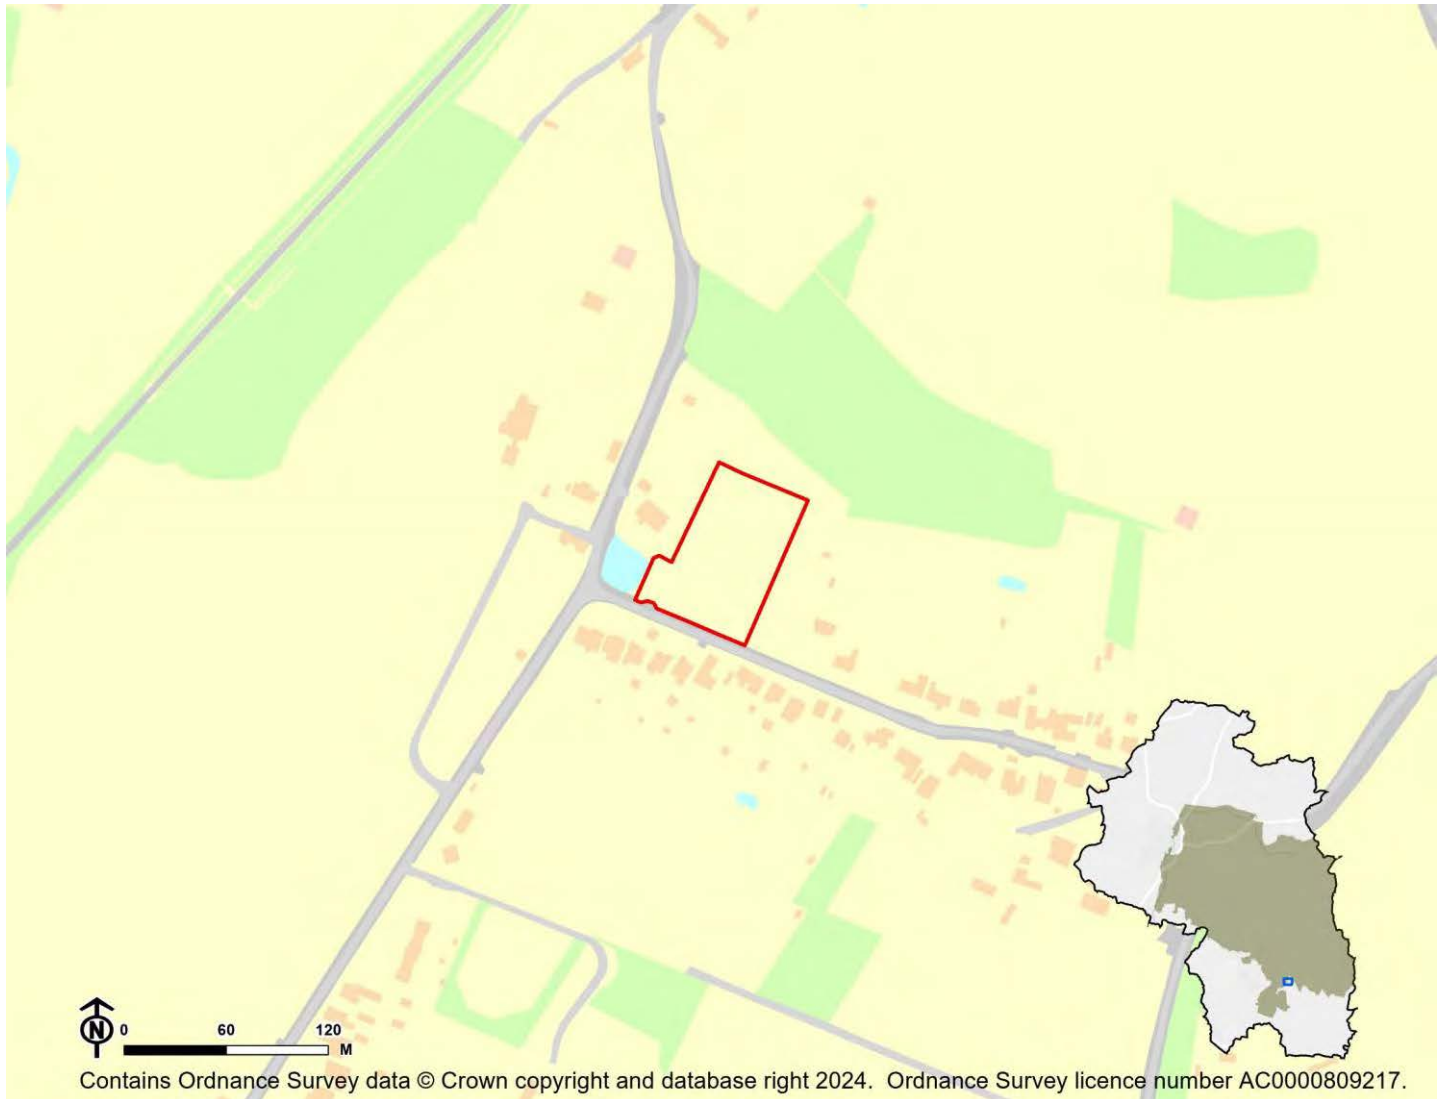 N
0 60 120
M
Contains Ordnance Survey data © Crown copyright and database right 2024. Ordnance Survey licence number AC0000809217.